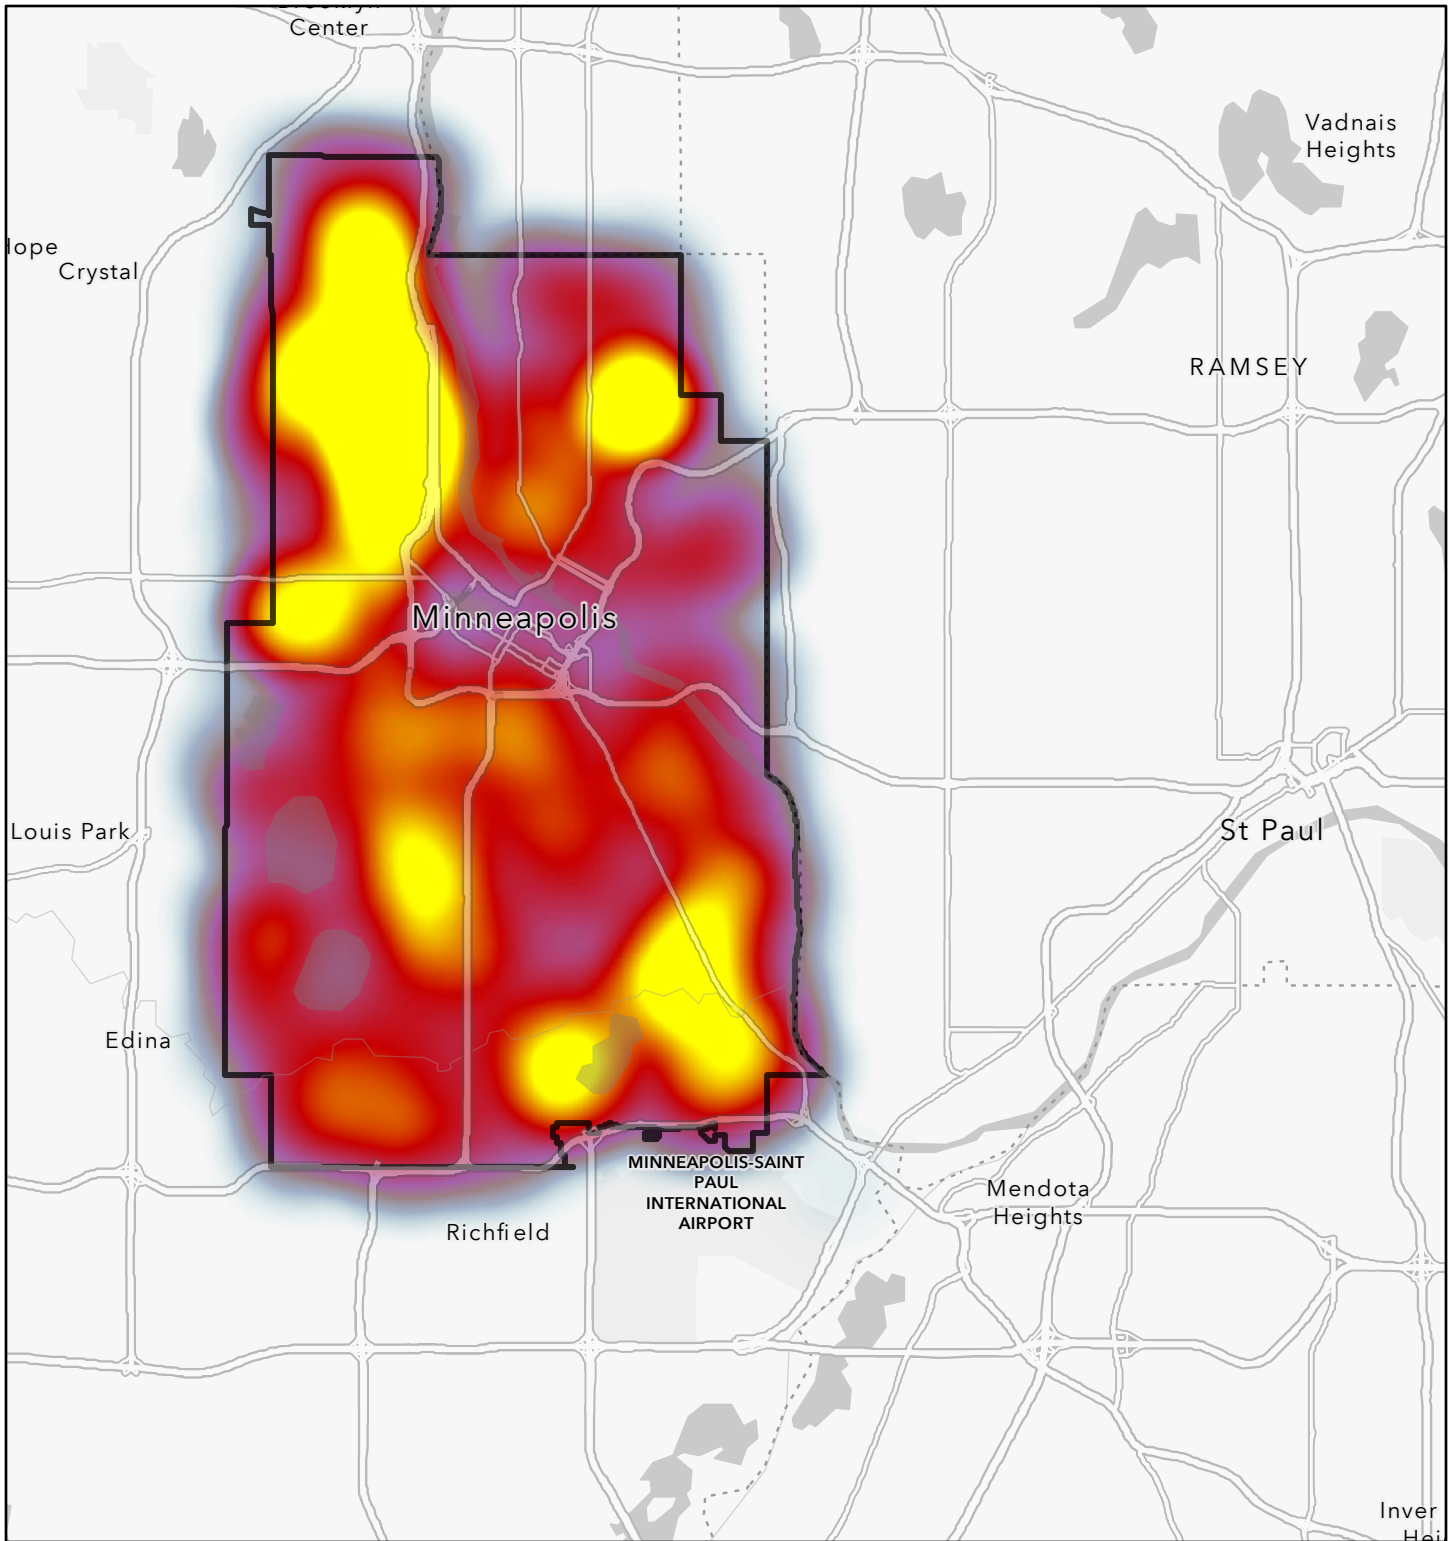 Center
Vadnais
Heights
Hope
Crystal
RAMSEY
Minneapolis
Louis Park
St Paul
Edina
MINNEAPOLIS-SAINT
PAUL
INTERNATIONAL
AIRPORT
Mendota
Heights
Richfield
Inver